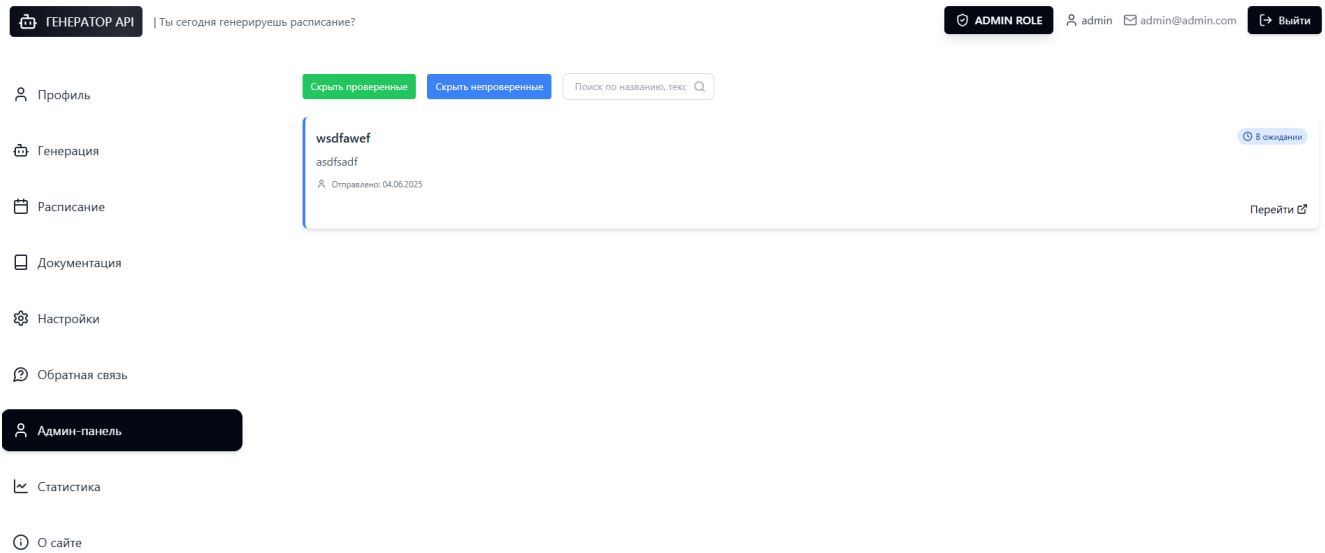 ГЕНЕРАТОР API | Ты сегодня генерируешь расписание? ADMIN ROLE admin admin@admin.com Выйти
Профиль
Генерация
Расписание
Документация
Настройки
Обратная связь
Админ-панель
Статистика
О сайте
Скрыть проверенные Скрыть непроверенные Поиск по названию, текс
wsdfawef В ожидании
asdfsadf
Отправлено: 04.06.2025
Перейти